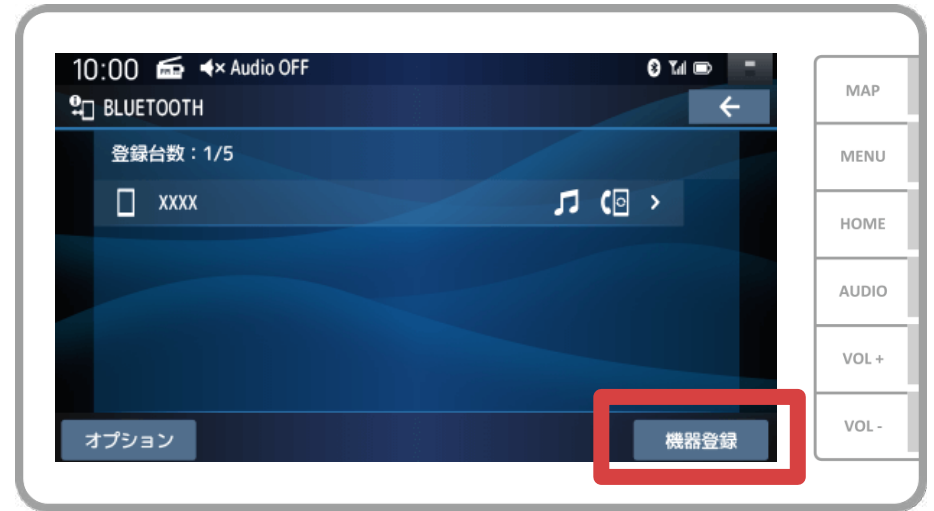 10:00 Audio OFF
BLUETOOTH
登録台数：1/5
XXXX
オプション
機器登録
MAP
MENU
HOME
AUDIO
VOL +
VOL -